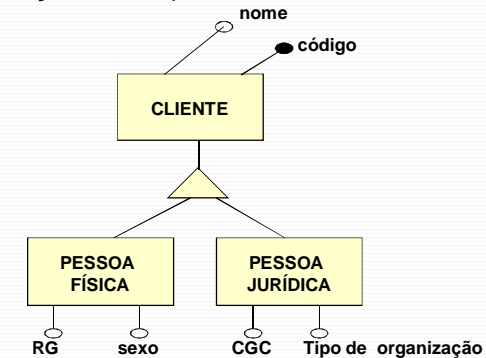 nome
código
CLIENTE
PESSOA
FÍSICA
PESSOA
JURÍDICA
RG
sexo
CGC
Tipo de organização